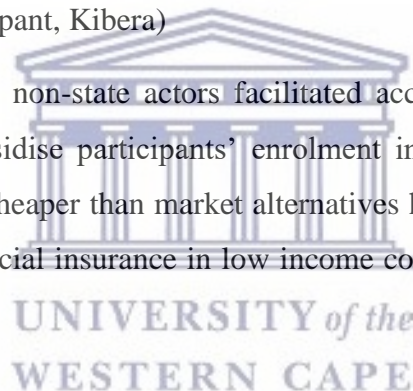 pant, Kibera)
non-state actors facilitated acc
sidise participants’ enrolment in
heaper than market alternatives
cial insurance in low income co
UNIVERSITY of the
WESTERN CAPE